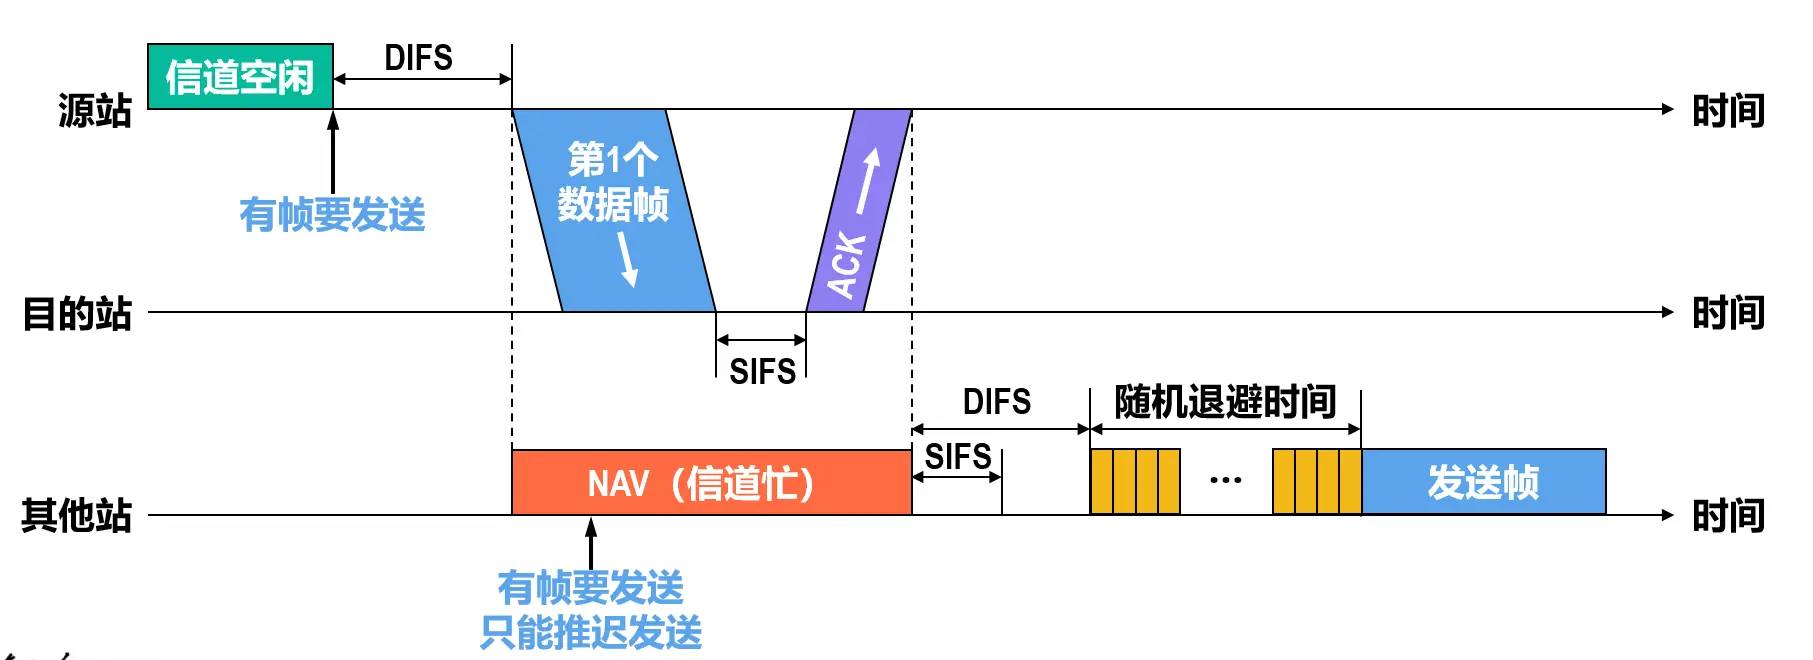 信道空闲
DIFS
源站
时间
有帧要发送
第1个
数据帧
ACK
目的站
时间
SIFS
DIFS
随机退避时间
SIFS
其他站
NAV（信道忙）
...
发送帧
时间
有帧要发送
只能推迟发送